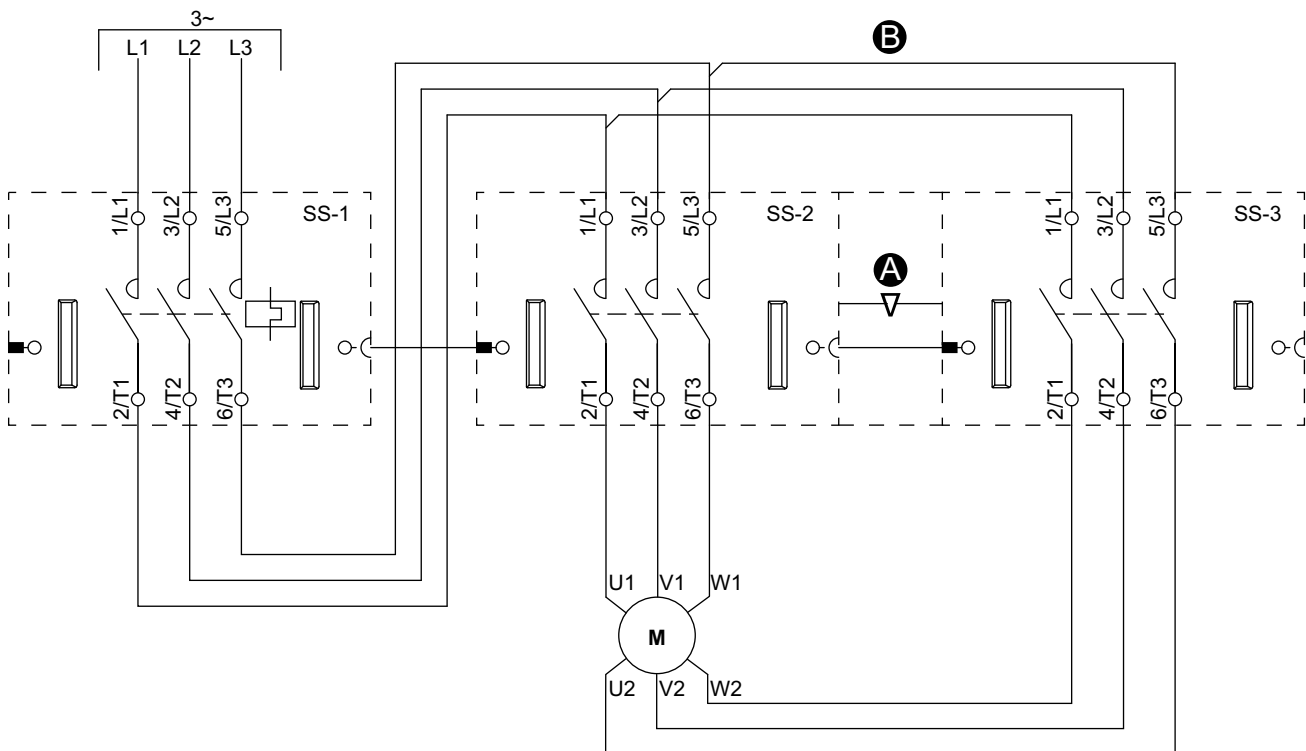 3~
L1 L2 L3
B
1/L1 3/L2 5/L3 SS-1
1/L1 3/L2 5/L3 SS-2
1/L1 3/L2 5/L3 SS-3
A
2/T1 4/T2 6/T3
2/T1 4/T2 6/T3
2/T1 4/T2 6/T3
U1 V1 W1
M
U2 V2 W2